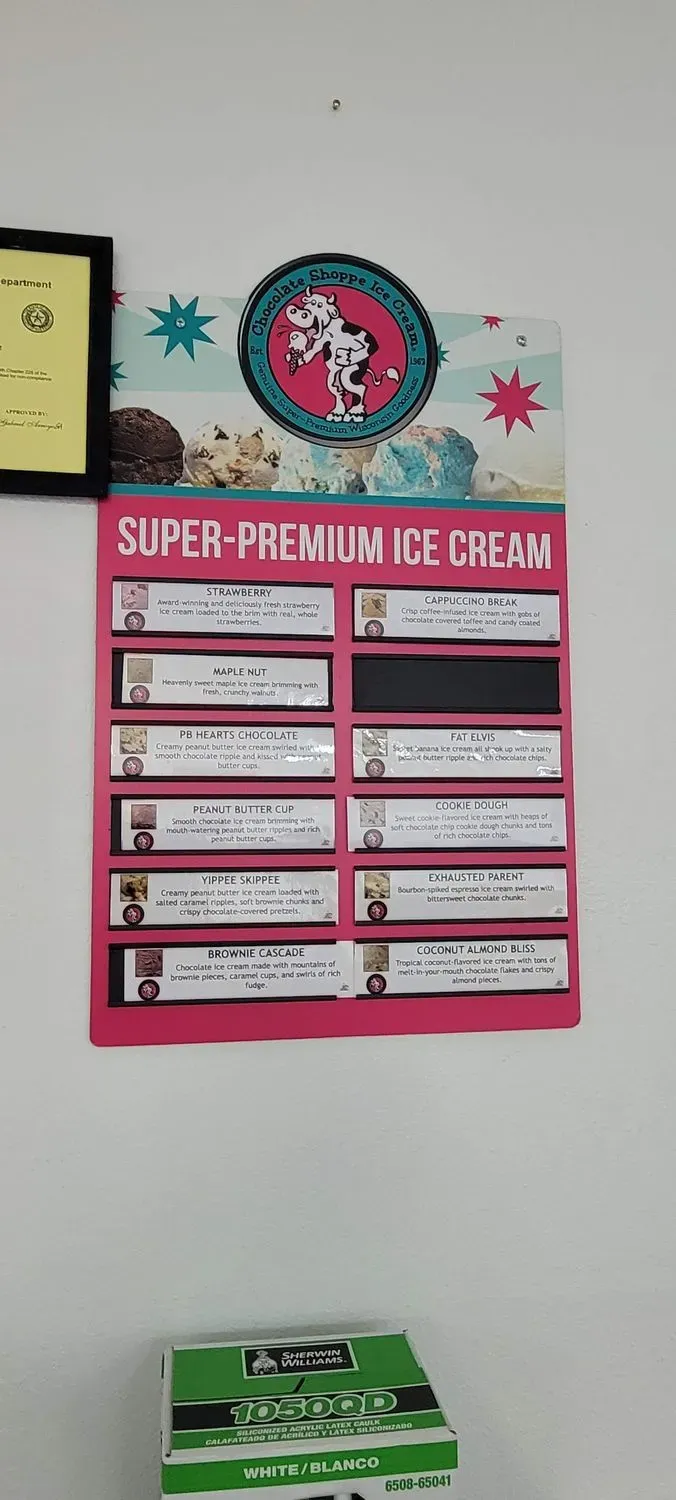 epartment
APPROVED BY:
Chocolate Shoppe Ice Cream
Est. 1962
Genuine Super-Premium Wisconsin Goodness
SUPER-PREMIUM ICE CREAM
STRAWBERRY
Award-winning and deliciously fresh strawberry
ice cream loaded to the brim with real, whole
strawberries.
CAPPUCCINO BREAK
Crisp coffee-infused ice cream with gobs of
chocolate covered toffee and candy coated
almonds.
MAPLE NUT
Heavenly sweet maple ice cream brimming with
fresh, crunchy walnuts.
PB HEARTS CHOCOLATE
Creamy peanut butter ice cream swirled with
smooth chocolate ripple and kissed with
butter cups.
FAT ELVIS
Sweet banana ice cream all shook up with a salty
peanut butter ripple and rich chocolate chips.
PEANUT BUTTER CUP
Smooth chocolate ice cream brimming with
mouth-watering peanut butter ripples and rich
peanut butter cups.
COOKIE DOUGH
Sweet cookie-flavored ice cream with heaps of
soft chocolate chip cookie dough chunks and tons
of rich chocolate chips.
YIPPEE SKIPPEE
Creamy peanut butter ice cream loaded with
salted caramel ripples, soft brownie chunks and
crispy chocolate-covered pretzels.
EXHAUSTED PARENT
Bourbon-spiked espresso ice cream swirled with
bittersweet chocolate chunks.
BROWNIE CASCADE
Chocolate ice cream made with mountains of
brownie pieces, caramel cups, and swirls of rich
fudge.
COCONUT ALMOND BLISS
Tropical coconut-flavored ice cream with tons of
melt-in-your-mouth chocolate flakes and crispy
almond pieces.
SHERWIN
WILLIAMS.
1050QD
SILICONIZED ACRYLIC LATEX CAULK
CALAFATEADO DE ACRÍLICO Y LÁTEX SILICONIZADO
WHITE/BLANCO
6508-65041